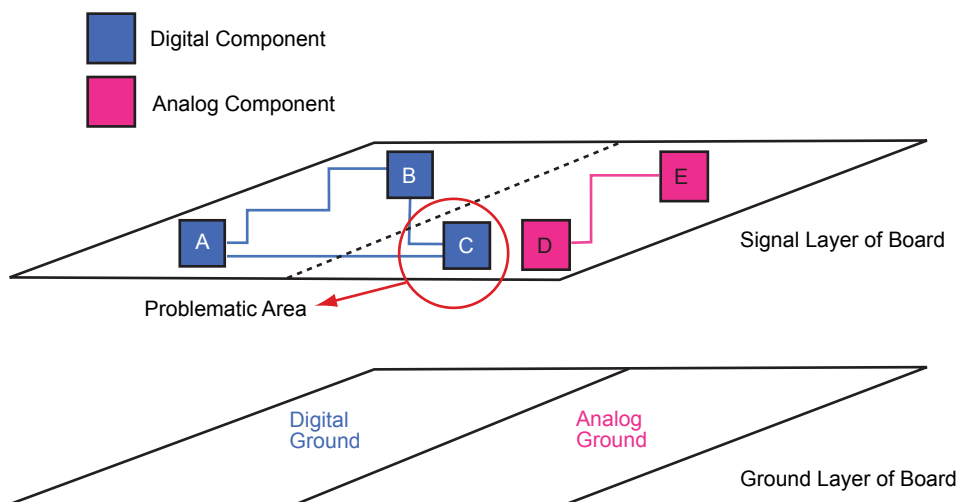 Digital Component
Analog Component
B
E
A
C
D
Signal Layer of Board
Problematic Area
Digital
Ground
Analog
Ground
Ground Layer of Board